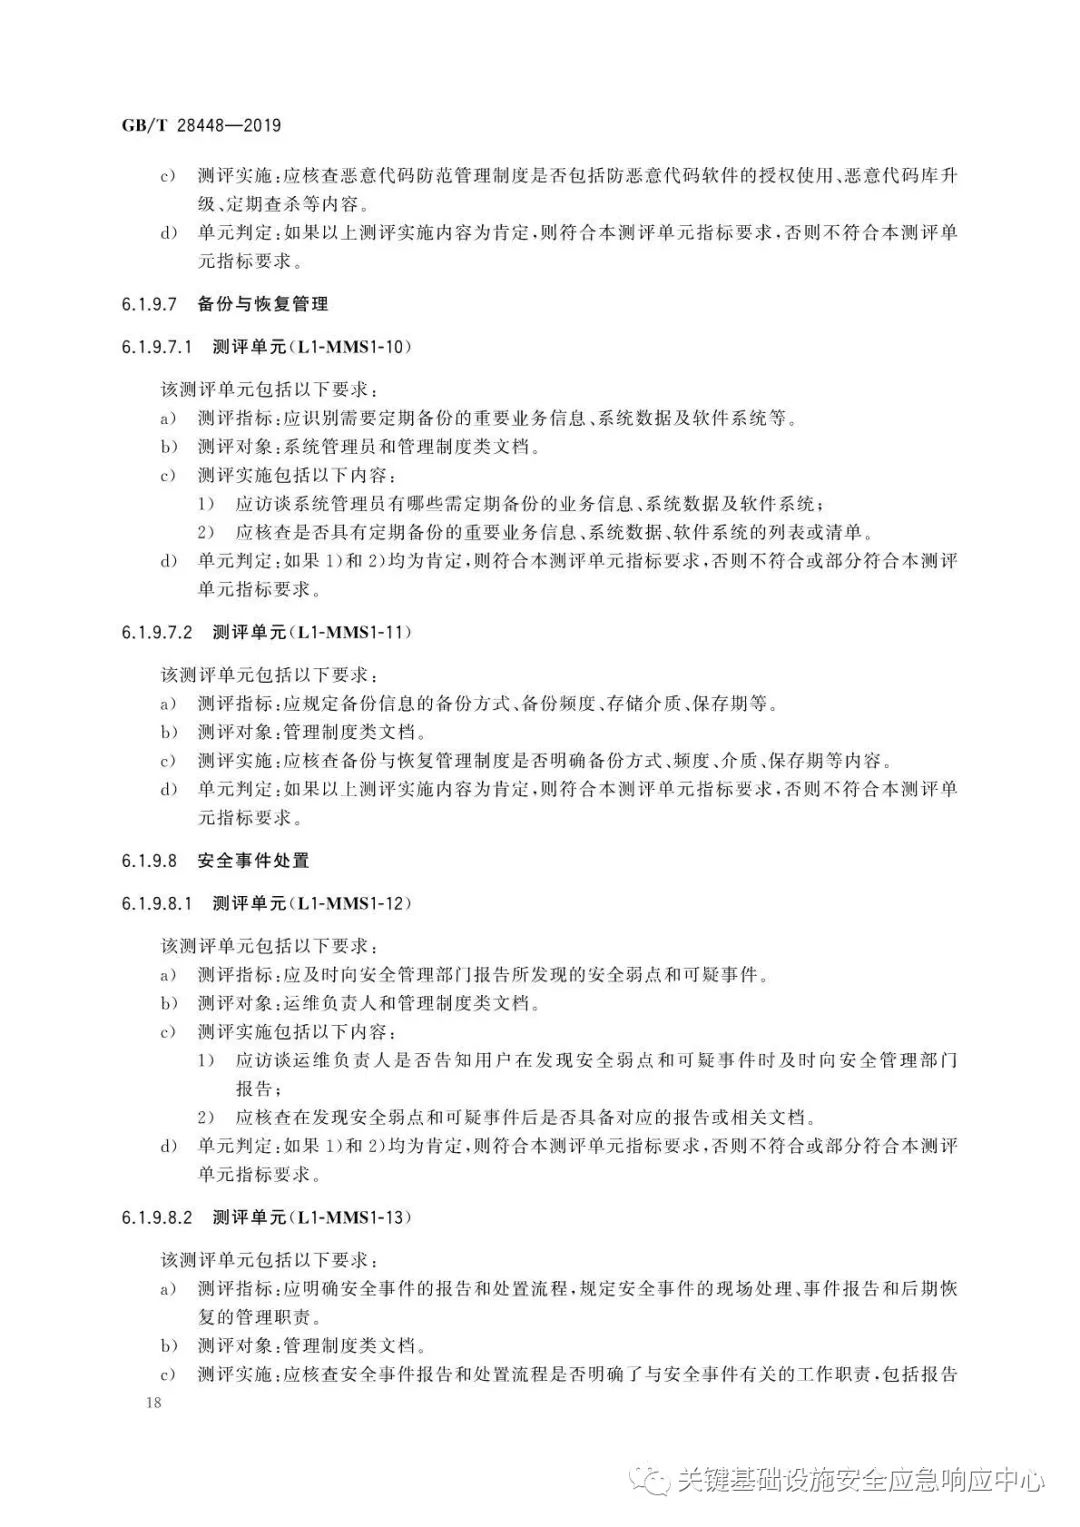 GB/T 28448—2019
c) 测评实施:应核查恶意代码防范管理制度是否包括防恶意代码软件的授权使用、恶意代码库升
级、定期查杀等内容。
d) 单元判定:如果以上测评实施内容为肯定,则符合本测评单元指标要求,否则不符合本测评单
元指标要求。
6.1.9.7 备份与恢复管理
6.1.9.7.1 测评单元(L1-MMS1-10)
该测评单元包括以下要求:
a) 测评指标:应识别需要定期备份的重要业务信息、系统数据及软件系统等。
b) 测评对象:系统管理员和管理制度类文档。
c) 测评实施包括以下内容:
1) 应访谈系统管理员有哪些需定期备份的业务信息、系统数据及软件系统;
2) 应核查是否具有定期备份的重要业务信息、系统数据、软件系统的列表或清单。
d) 单元判定:如果 1)和 2)均为肯定,则符合本测评单元指标要求,否则不符合或部分符合本测评
单元指标要求。
6.1.9.7.2 测评单元(L1-MMS1-11)
该测评单元包括以下要求:
a) 测评指标:应规定备份信息的备份方式、备份频度、存储介质、保存期等。
b) 测评对象:管理制度类文档。
c) 测评实施:应核查备份与恢复管理制度是否明确备份方式、频度、介质、保存期等内容。
d) 单元判定:如果以上测评实施内容为肯定,则符合本测评单元指标要求,否则不符合本测评单
元指标要求。
6.1.9.8 安全事件处置
6.1.9.8.1 测评单元(L1-MMS1-12)
该测评单元包括以下要求:
a) 测评指标:应及时向安全管理部门报告所发现的安全弱点和可疑事件。
b) 测评对象:运维负责人和管理制度类文档。
c) 测评实施包括以下内容:
1) 应访谈运维负责人是否告知用户在发现安全弱点和可疑事件时及时向安全管理部门
报告;
2) 应核查在发现安全弱点和可疑事件后是否具备对应的报告或相关文档。
d) 单元判定:如果 1)和 2)均为肯定,则符合本测评单元指标要求,否则不符合或部分符合本测评
单元指标要求。
6.1.9.8.2 测评单元(L1-MMS1-13)
该测评单元包括以下要求:
a) 测评指标:应明确安全事件的报告和处置流程,规定安全事件的现场处理、事件报告和后期恢
复的管理职责。
b) 测评对象:管理制度类文档。
c) 测评实施:应核查安全事件报告和处置流程是否明确了与安全事件有关的工作职责,包括报告
18
关键基础设施安全应急响应中心